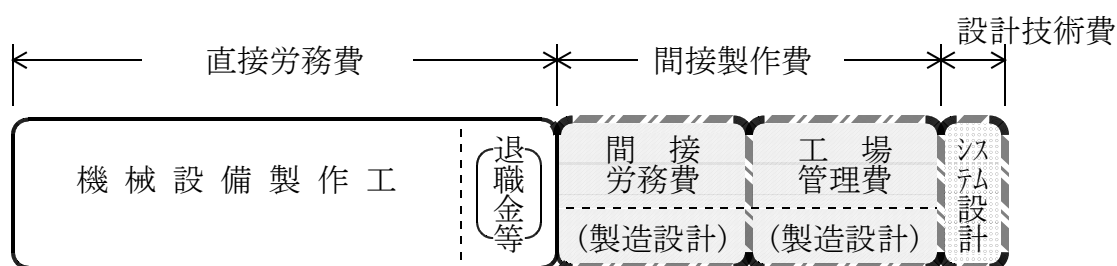 設計技術費
直接労務費
間接製作費
機械設備製作工
退職金等
間接
労務費
(製造設計)
工場
管理費
(製造設計)
ｼｽﾃﾑ設計